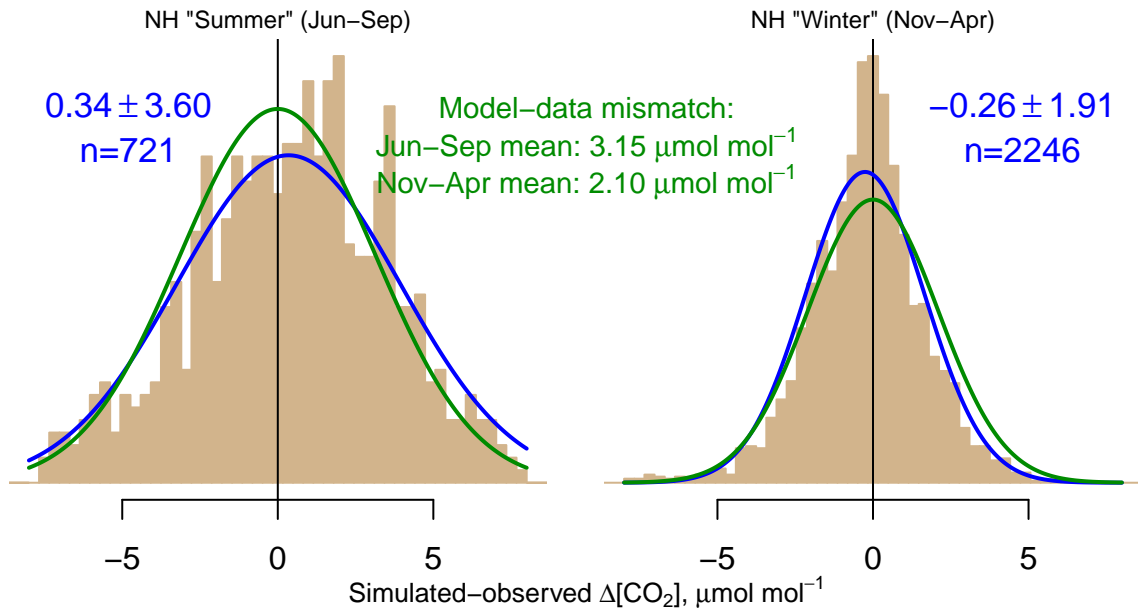 NH "Summer" (Jun−Sep)
NH "Winter" (Nov−Apr)
0.34 ± 3.60
n=721
Model−data mismatch:
Jun−Sep mean: 3.15 μmol mol⁻¹
Nov−Apr mean: 2.10 μmol mol⁻¹
−0.26 ± 1.91
n=2246
−5 0 5
−5 0 5
Simulated−observed Δ[CO₂], μmol mol⁻¹